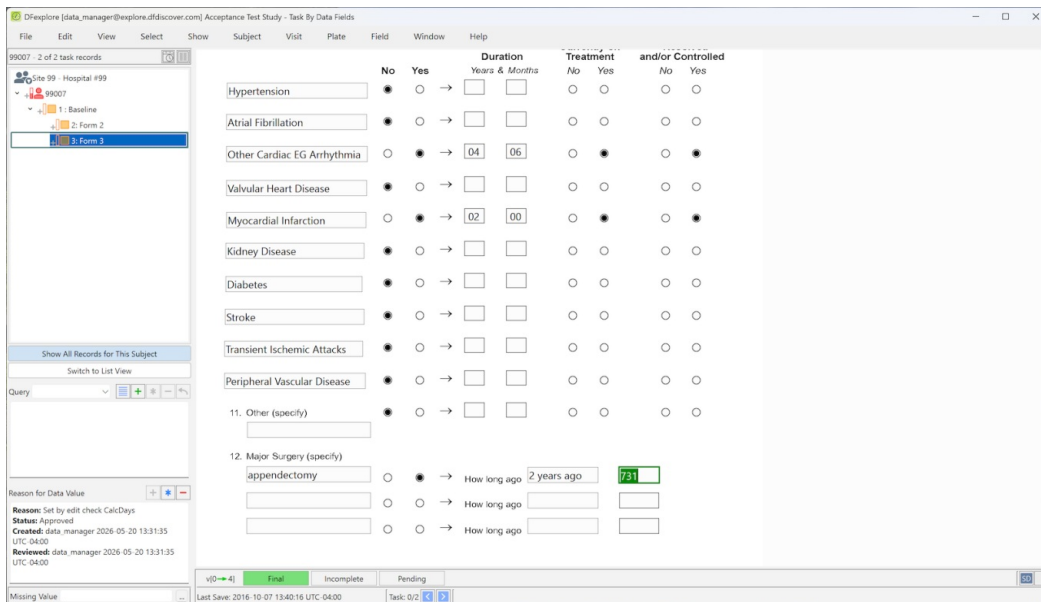 DFexplore [data_manager@explore.dfdiscover.com] Acceptance Test Study - Task By Data Fields
File Edit View Select Show Subject Visit Plate Field Window Help
99007 - 2 of 2 task records
Site 99 - Hospital #99
99007
1 : Baseline
2: Form 2
3: Form 3
Show All Records for This Subject
Switch to List View
Query
Reason for Data Value
Reason: Set by edit check CalcDays
Status: Approved
Created: data_manager 2026-05-20 13:31:35
UTC-04:00
Reviewed: data_manager 2026-05-20 13:31:35
UTC-04:00
Missing Value
Duration Treatment and/or Controlled
No Yes Years & Months No Yes No Yes
Hypertension
Atrial Fibrillation
Other Cardiac EG Arrhythmia 04 06
Valvular Heart Disease
Myocardial Infarction 02 00
Kidney Disease
Diabetes
Stroke
Transient Ischemic Attacks
Peripheral Vascular Disease
11. Other (specify)
12. Major Surgery (specify)
appendectomy How long ago 2 years ago 731
How long ago
How long ago
v[0→4] Final Incomplete Pending SD
Last Save: 2016-10-07 13:40:16 UTC-04:00 Task: 0/2